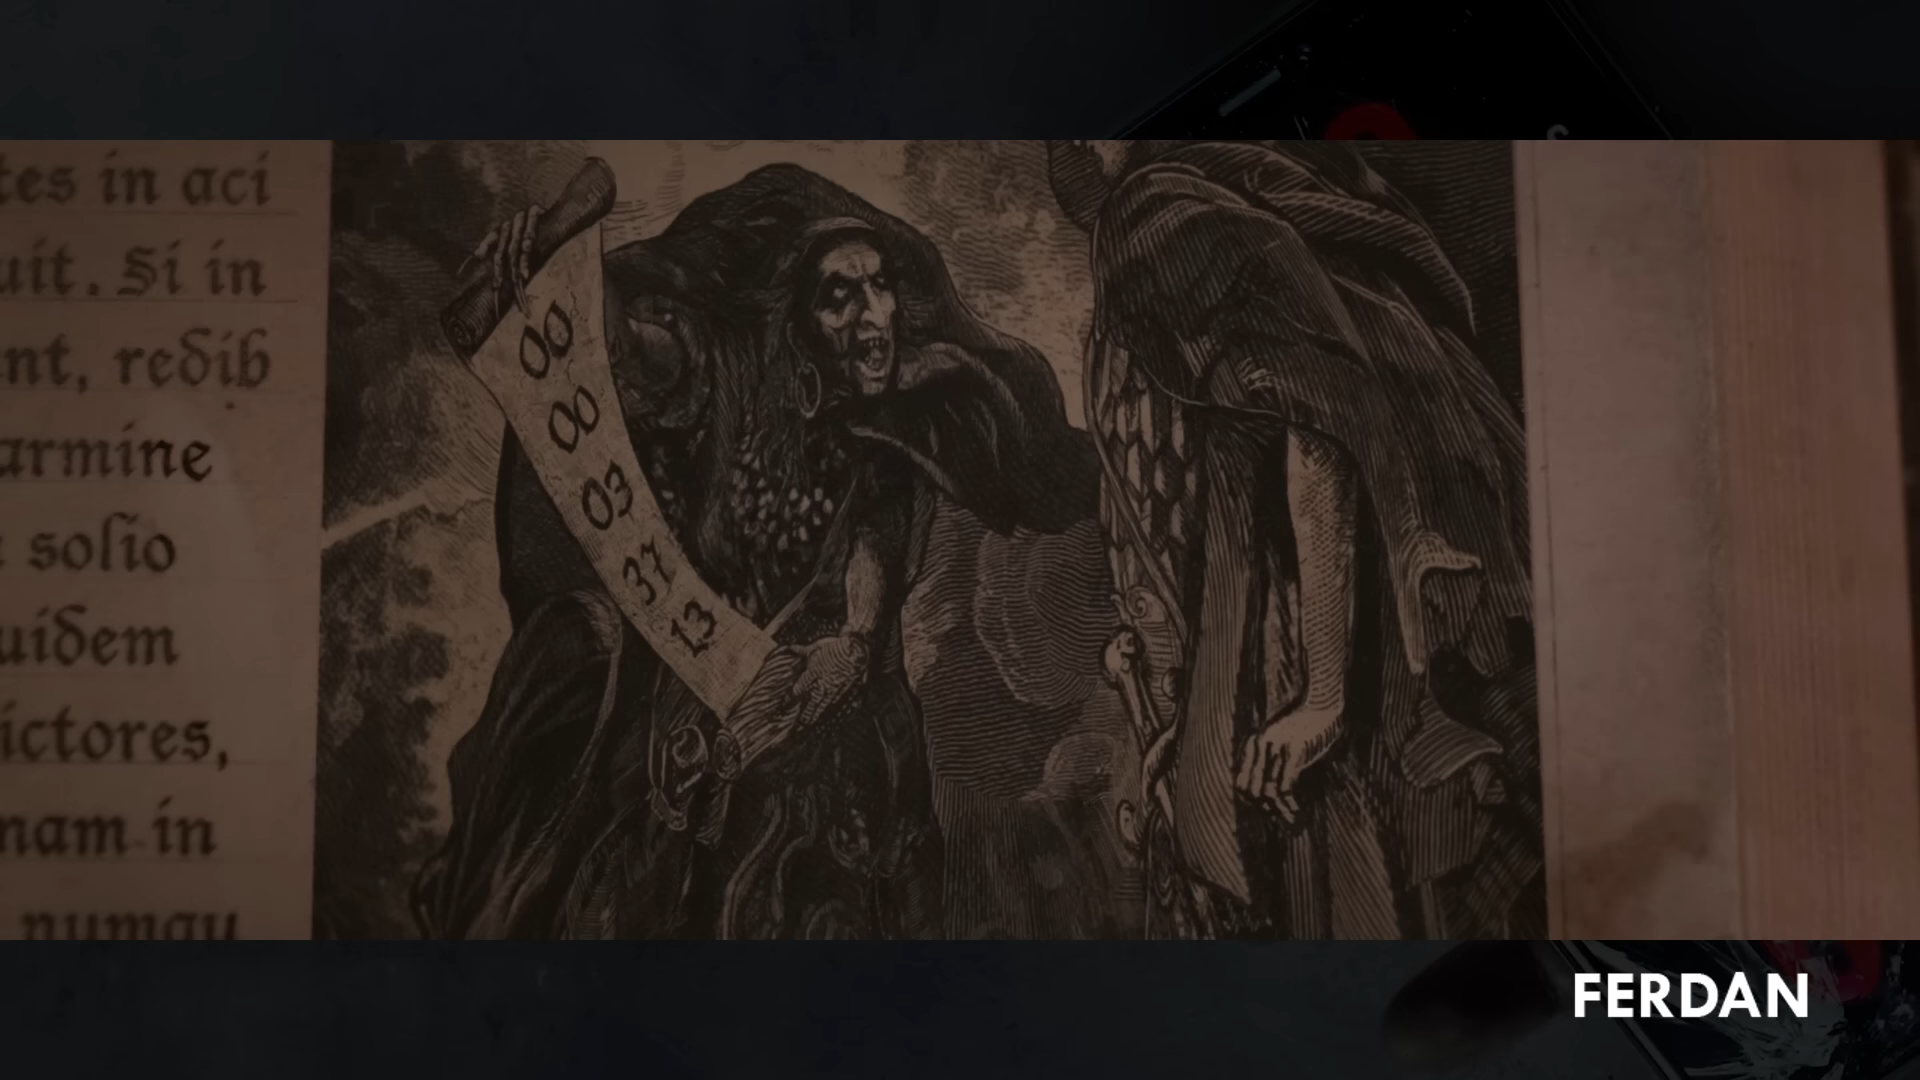 tes in aci
uit. Si in
nt, redib
armine
solio
uidem
ictores,
nam in
numqu
00
00
03
37
13
FERDAN